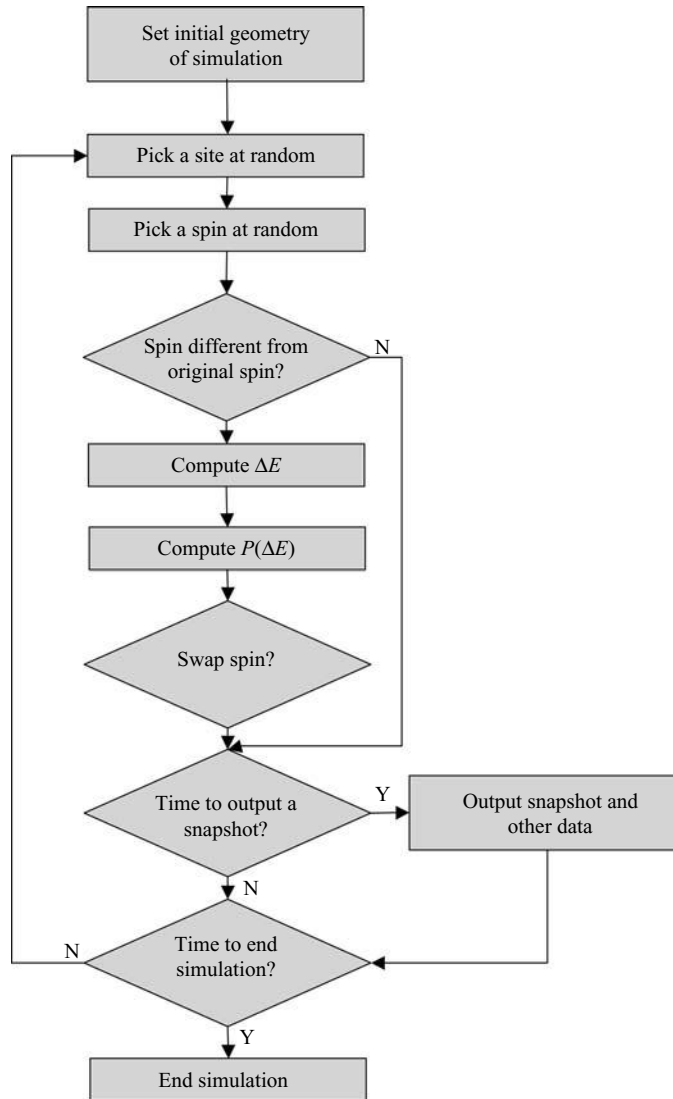 Set initial geometry
of simulation
Pick a site at random
Pick a spin at random
Spin different from
original spin?
N
Compute ΔE
Compute P(ΔE)
Swap spin?
Time to output a
snapshot?
Y
Output snapshot and
other data
N
Time to end
simulation?
N
Y
End simulation